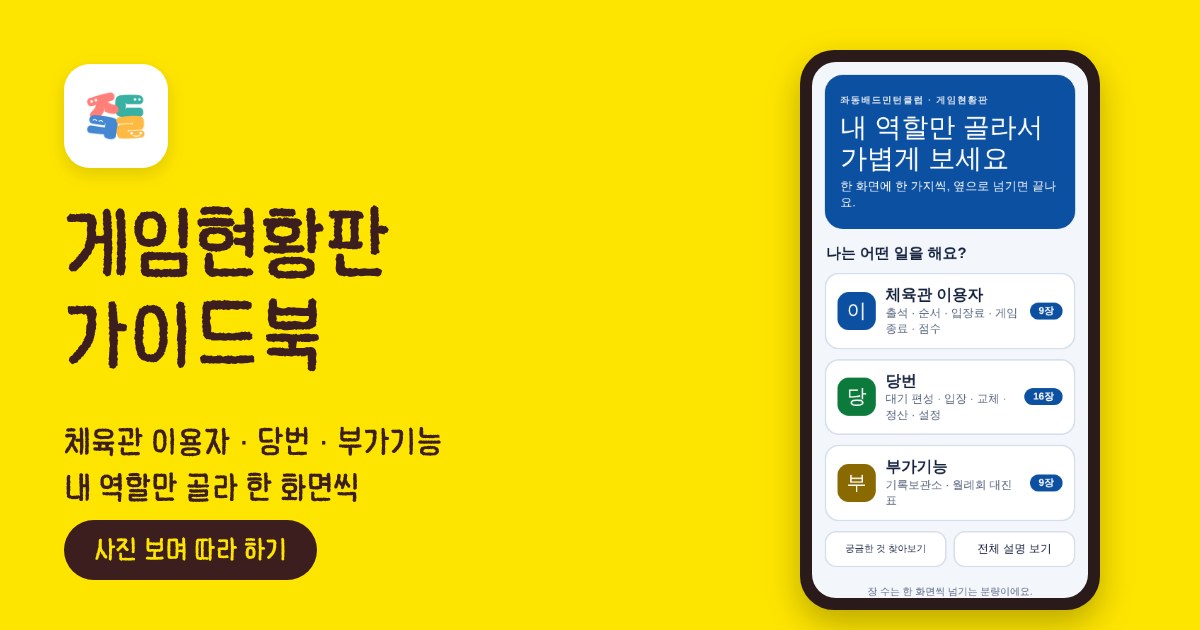 게임현황판
가이드북
체육관 이용자 · 당번 · 부가기능
내 역할만 골라 한 화면씩
사진 보며 따라 하기
좌동배드민턴클럽 · 게임현황판
내 역할만 골라서
가볍게 보세요
한 화면에 한 가지씩, 옆으로 넘기면 끝나
요.
나는 어떤 일을 해요?
이
체육관 이용자
출석 · 순서 · 입장료 · 게임
종료 · 점수
9장
당
당번
대기 편성 · 입장 · 교체 ·
정산 · 설정
16장
부
부가기능
기록보관소 · 월례회 대진
표
9장
궁금한 것 찾아보기
전체 설명 보기
장 수는 한 화면씩 넘기는 분량이에요.